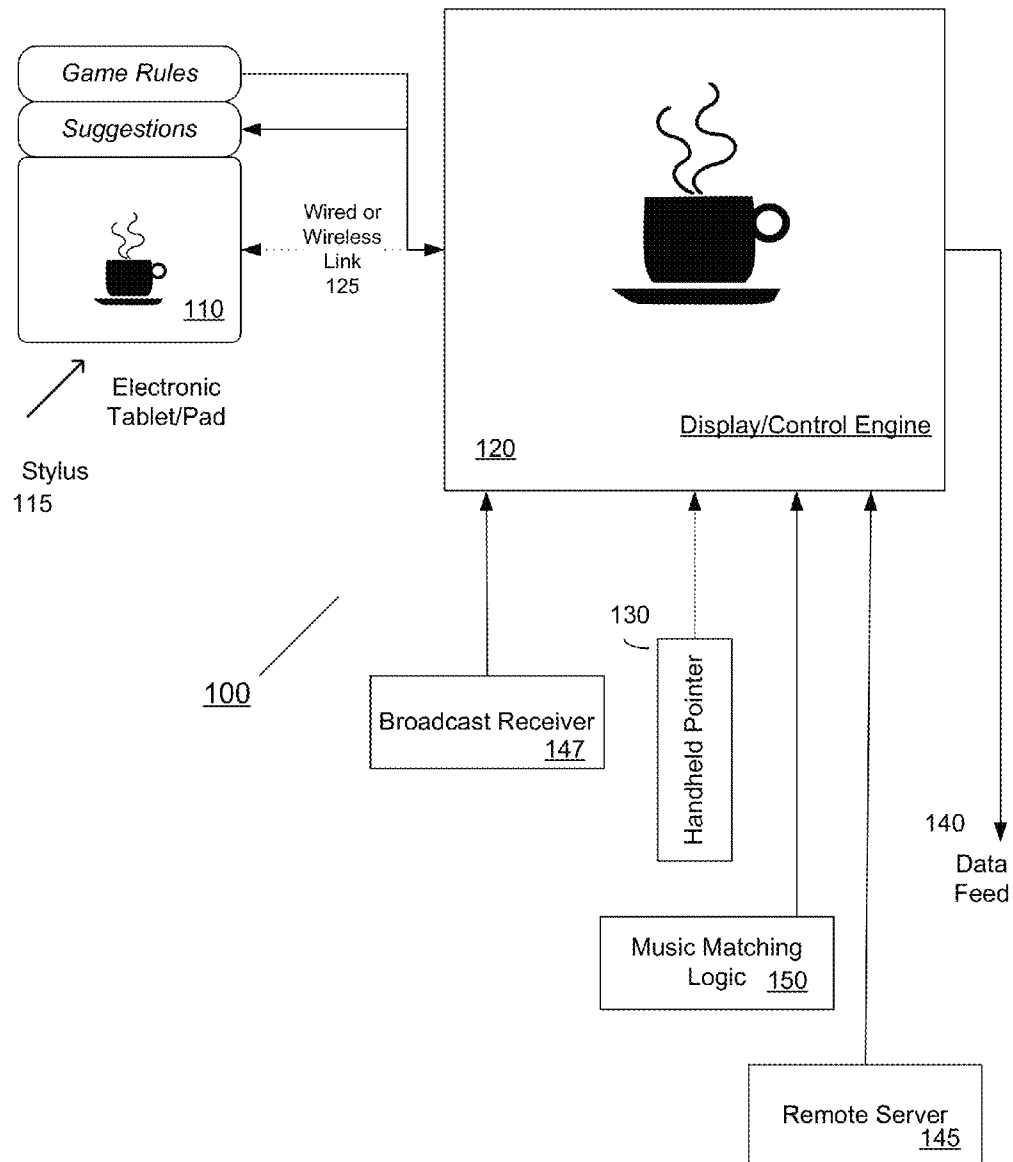 Game Rules
Suggestions
110
Wired or
Wireless
Link
125
Electronic
Tablet/Pad
Stylus
115
Display/Control Engine
120
100
Broadcast Receiver
147
130
Handheld Pointer
140
Data
Feed
Music Matching
Logic 150
Remote Server
145